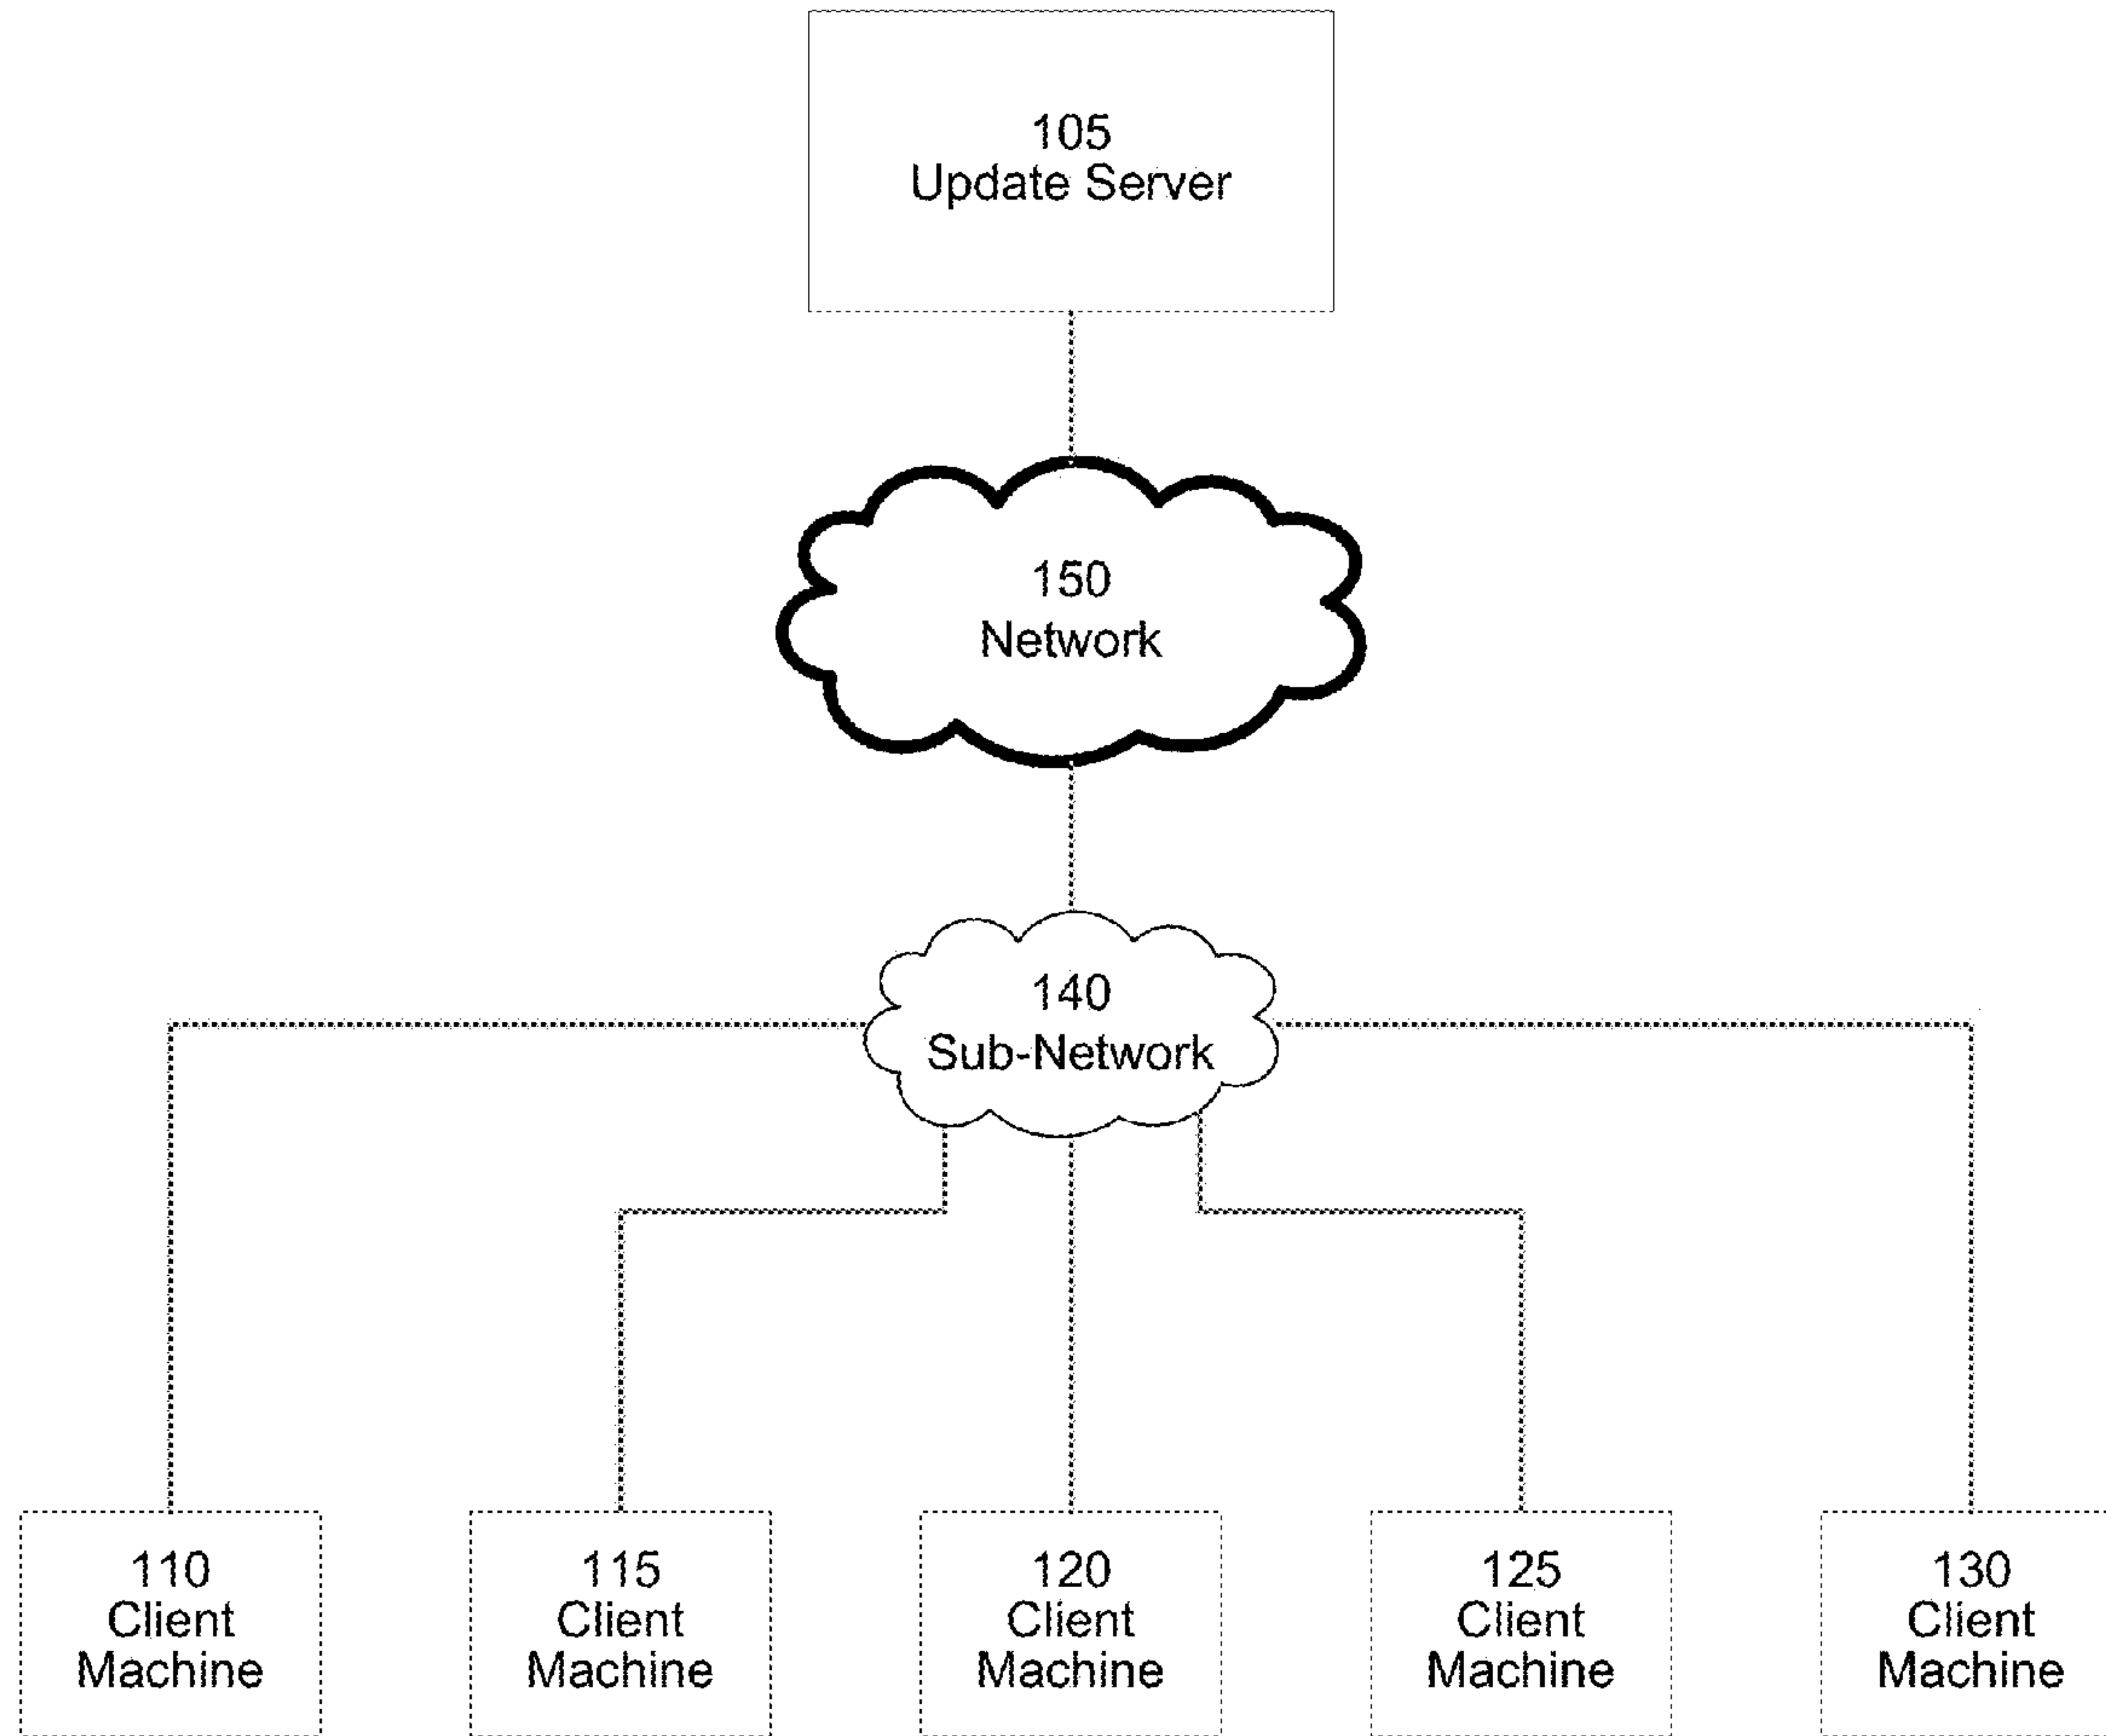 105
Update Server
150
Network
140
Sub-Network
110
Client
Machine
115
Client
Machine
120
Client
Machine
125
Client
Machine
130
Client
Machine